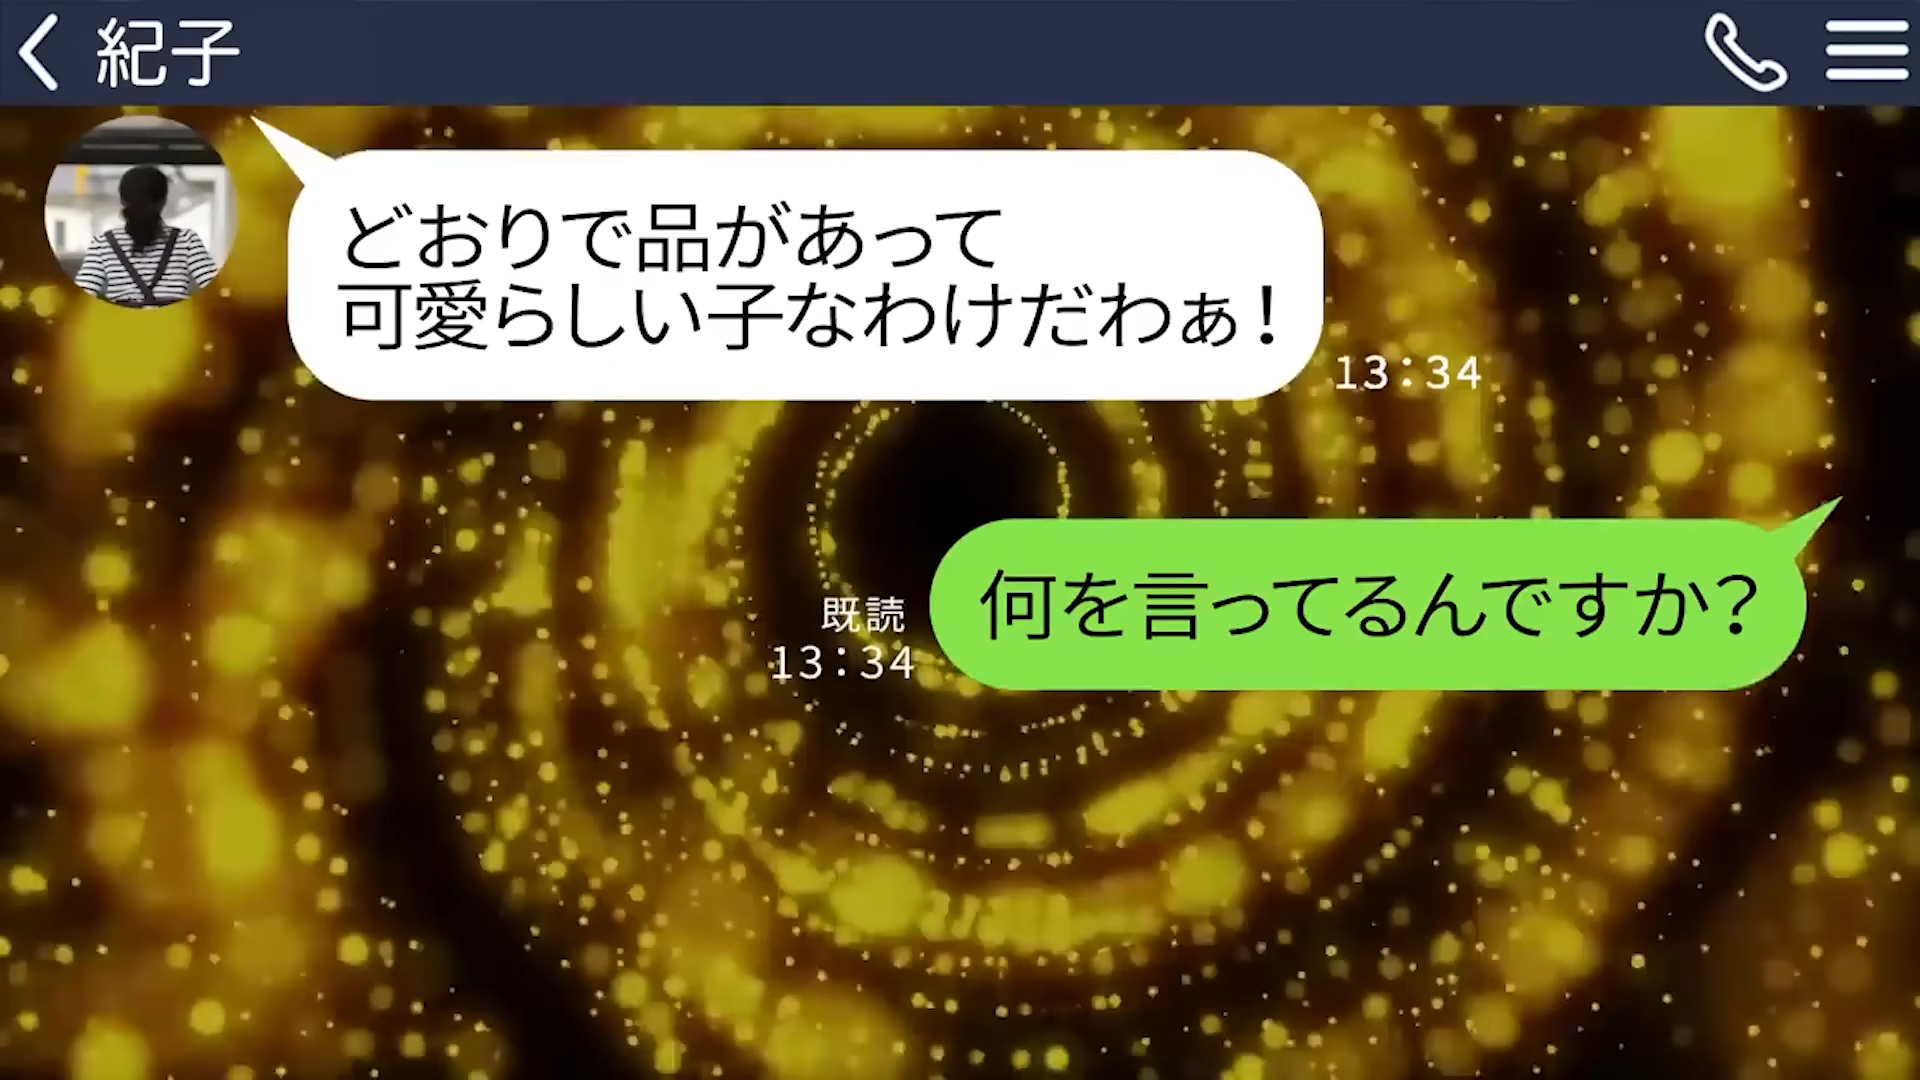 紀子
どおりで品があって
可愛らしい子なわけだわぁ！
13:34
何を言ってるんですか？
既読
13:34